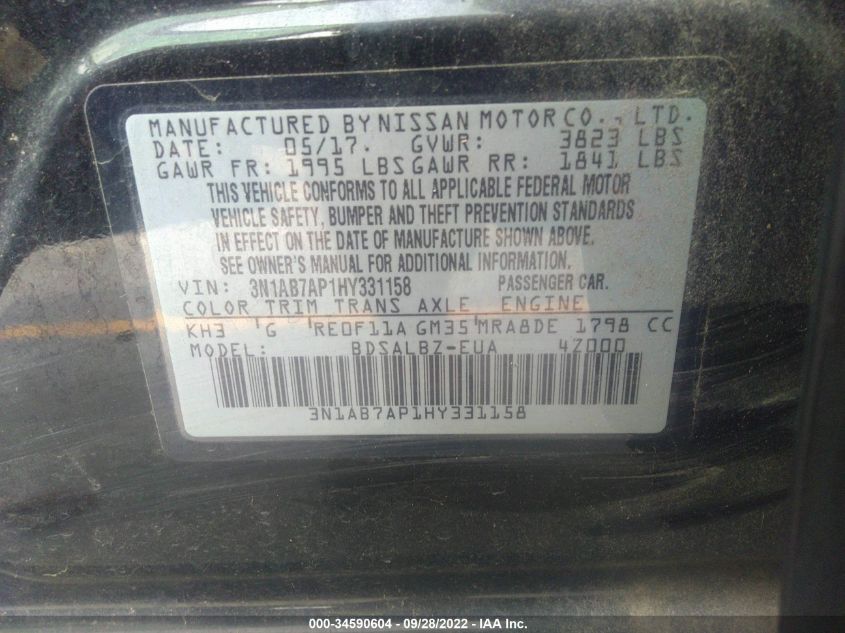 MANUFACTURED BY NISSAN MOTOR CO., LTD.
DATE: 05/17. GVWR: 3823 LBS
GAWR FR: 1995 LBS GAWR RR: 1841 LBS
THIS VEHICLE CONFORMS TO ALL APPLICABLE FEDERAL MOTOR
VEHICLE SAFETY, BUMPER AND THEFT PREVENTION STANDARDS
IN EFFECT ON THE DATE OF MANUFACTURE SHOWN ABOVE.
SEE OWNER'S MANUAL FOR ADDITIONAL INFORMATION.
VIN: 3N1AB7AP1HY331158 PASSENGER CAR.
COLOR TRIM TRANS AXLE ENGINE
KH3 'G 'RE0F11A GM35'MRA8DE 1798 CC
MODEL: BDSALBZ-EUA 4Z000
3N1AB7AP1HY331158
000-34590604 - 09/28/2022 - IAA Inc.